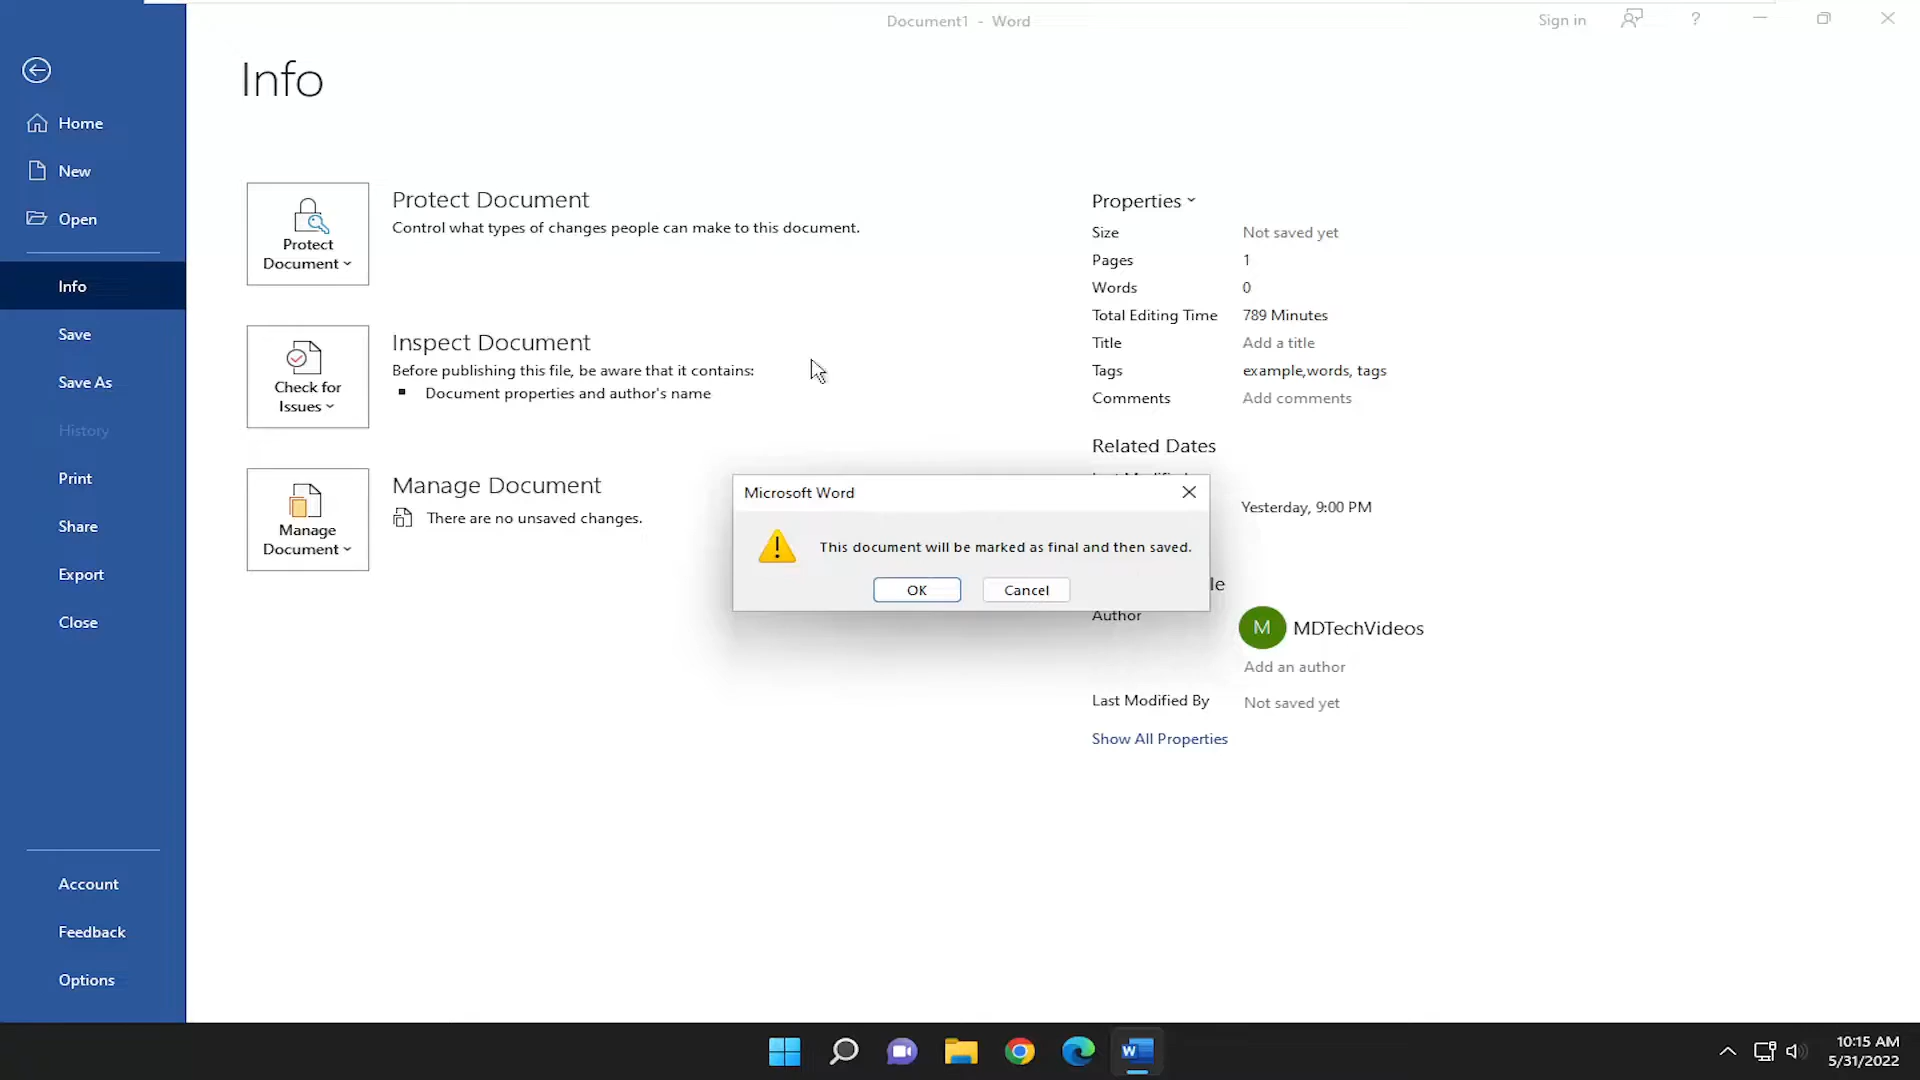 Document1 - Word
Sign in
?
Info
Home
New
Open
Info
Save
Save As
History
Print
Share
Export
Close
Account
Feedback
Options
Protect
Document
Protect Document
Control what types of changes people can make to this document.
Check for
Issues
Inspect Document
Before publishing this file, be aware that it contains:
Document properties and author's name
Manage
Document
Manage Document
There are no unsaved changes.
Properties
Size Not saved yet
Pages 1
Words 0
Total Editing Time 789 Minutes
Title Add a title
Tags example,words, tags
Comments Add comments
Related Dates
Yesterday, 9:00 PM
le
Author
M MDTechVideos
Add an author
Last Modified By Not saved yet
Show All Properties
Microsoft Word
This document will be marked as final and then saved.
OK Cancel
W
10:15 AM
5/31/2022